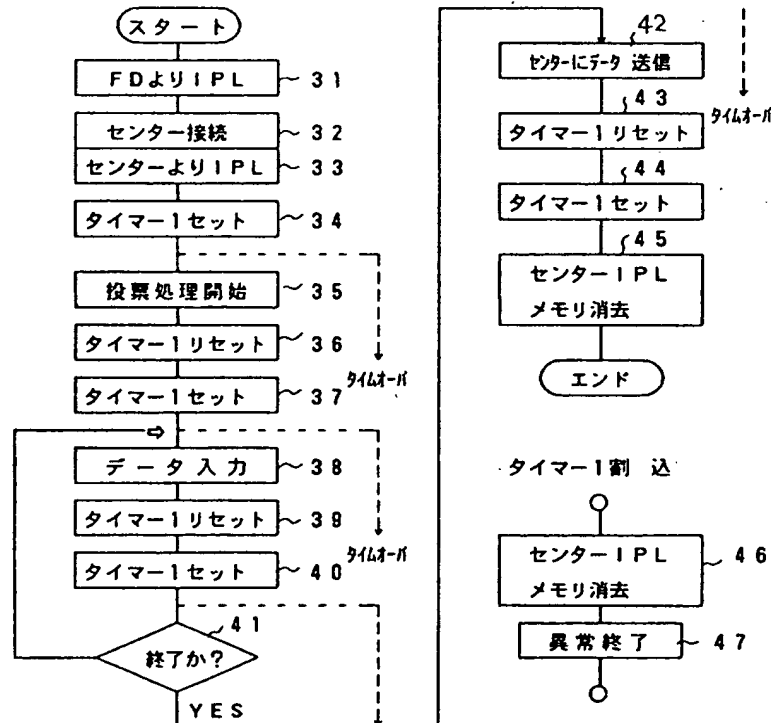 スタート
FDよりIPL 31
センター接続 32
センターよりIPL 33
タイマー1セット 34
投票処理開始 35
タイマー1リセット 36
タイムオーバ
タイマー1セット 37
⇨
データ入力 38
タイマー1リセット 39
タイムオーバ
タイマー1セット 40
41
終了か?
YES
42
センターにデータ送信
タイムオーバ
43
タイマー1リセット
44
タイマー1セット
45
センターIPL
メモリ消去
エンド
タイマー1割 込
センターIPL 46
メモリ消去
異常終了 47